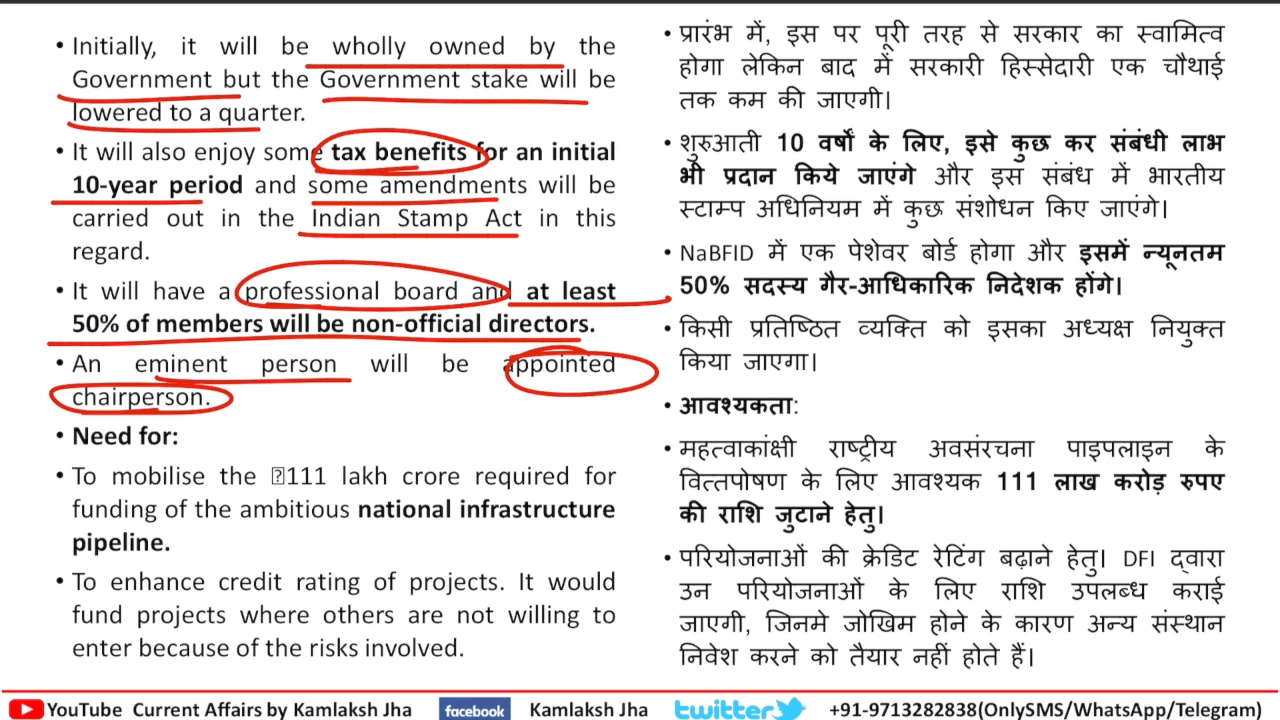 • Initially, it will be wholly owned by the
Government but the Government stake will be
lowered to a quarter.
• It will also enjoy some tax benefits for an initial
10-year period and some amendments will be
carried out in the Indian Stamp Act in this
regard.
• It will have a professional board and at least
50% of members will be non-official directors.
• An eminent person will be appointed
chairperson.
• Need for:
• To mobilise the 111 lakh crore required for
funding of the ambitious national infrastructure
pipeline.
• To enhance credit rating of projects. It would
fund projects where others are not willing to
enter because of the risks involved.
• प्रारंभ में, इस पर पूरी तरह से सरकार का स्वामित्व
होगा लेकिन बाद में सरकारी हिस्सेदारी एक चौथाई
तक कम की जाएगी।
• शुरुआती 10 वर्षों के लिए, इसे कुछ कर संबंधी लाभ
भी प्रदान किये जाएंगे और इस संबंध में भारतीय
स्टाम्प अधिनियम में कुछ संशोधन किए जाएंगे।
• NaBFID में एक पेशेवर बोर्ड होगा और इसमें न्यूनतम
50% सदस्य गैर-आधिकारिक निदेशक होंगे।
• किसी प्रतिष्ठित व्यक्ति को इसका अध्यक्ष नियुक्त
किया जाएगा।
• आवश्यकता:
• महत्वाकांक्षी राष्ट्रीय अवसंरचना पाइपलाइन के
वित्तपोषण के लिए आवश्यक 111 लाख करोड़ रुपए
की राशि जुटाने हेतु।
• परियोजनाओं की क्रेडिट रेटिंग बढ़ाने हेतु। DFI द्वारा
उन परियोजनाओं के लिए राशि उपलब्ध कराई
जाएगी, जिनमे जोखिम होने के कारण अन्य संस्थान
निवेश करने को तैयार नहीं होते हैं।
YouTube Current Affairs by Kamlaksh Jha facebook Kamlaksh Jha twitter +91-9713282838(OnlySMS/WhatsApp/Telegram)